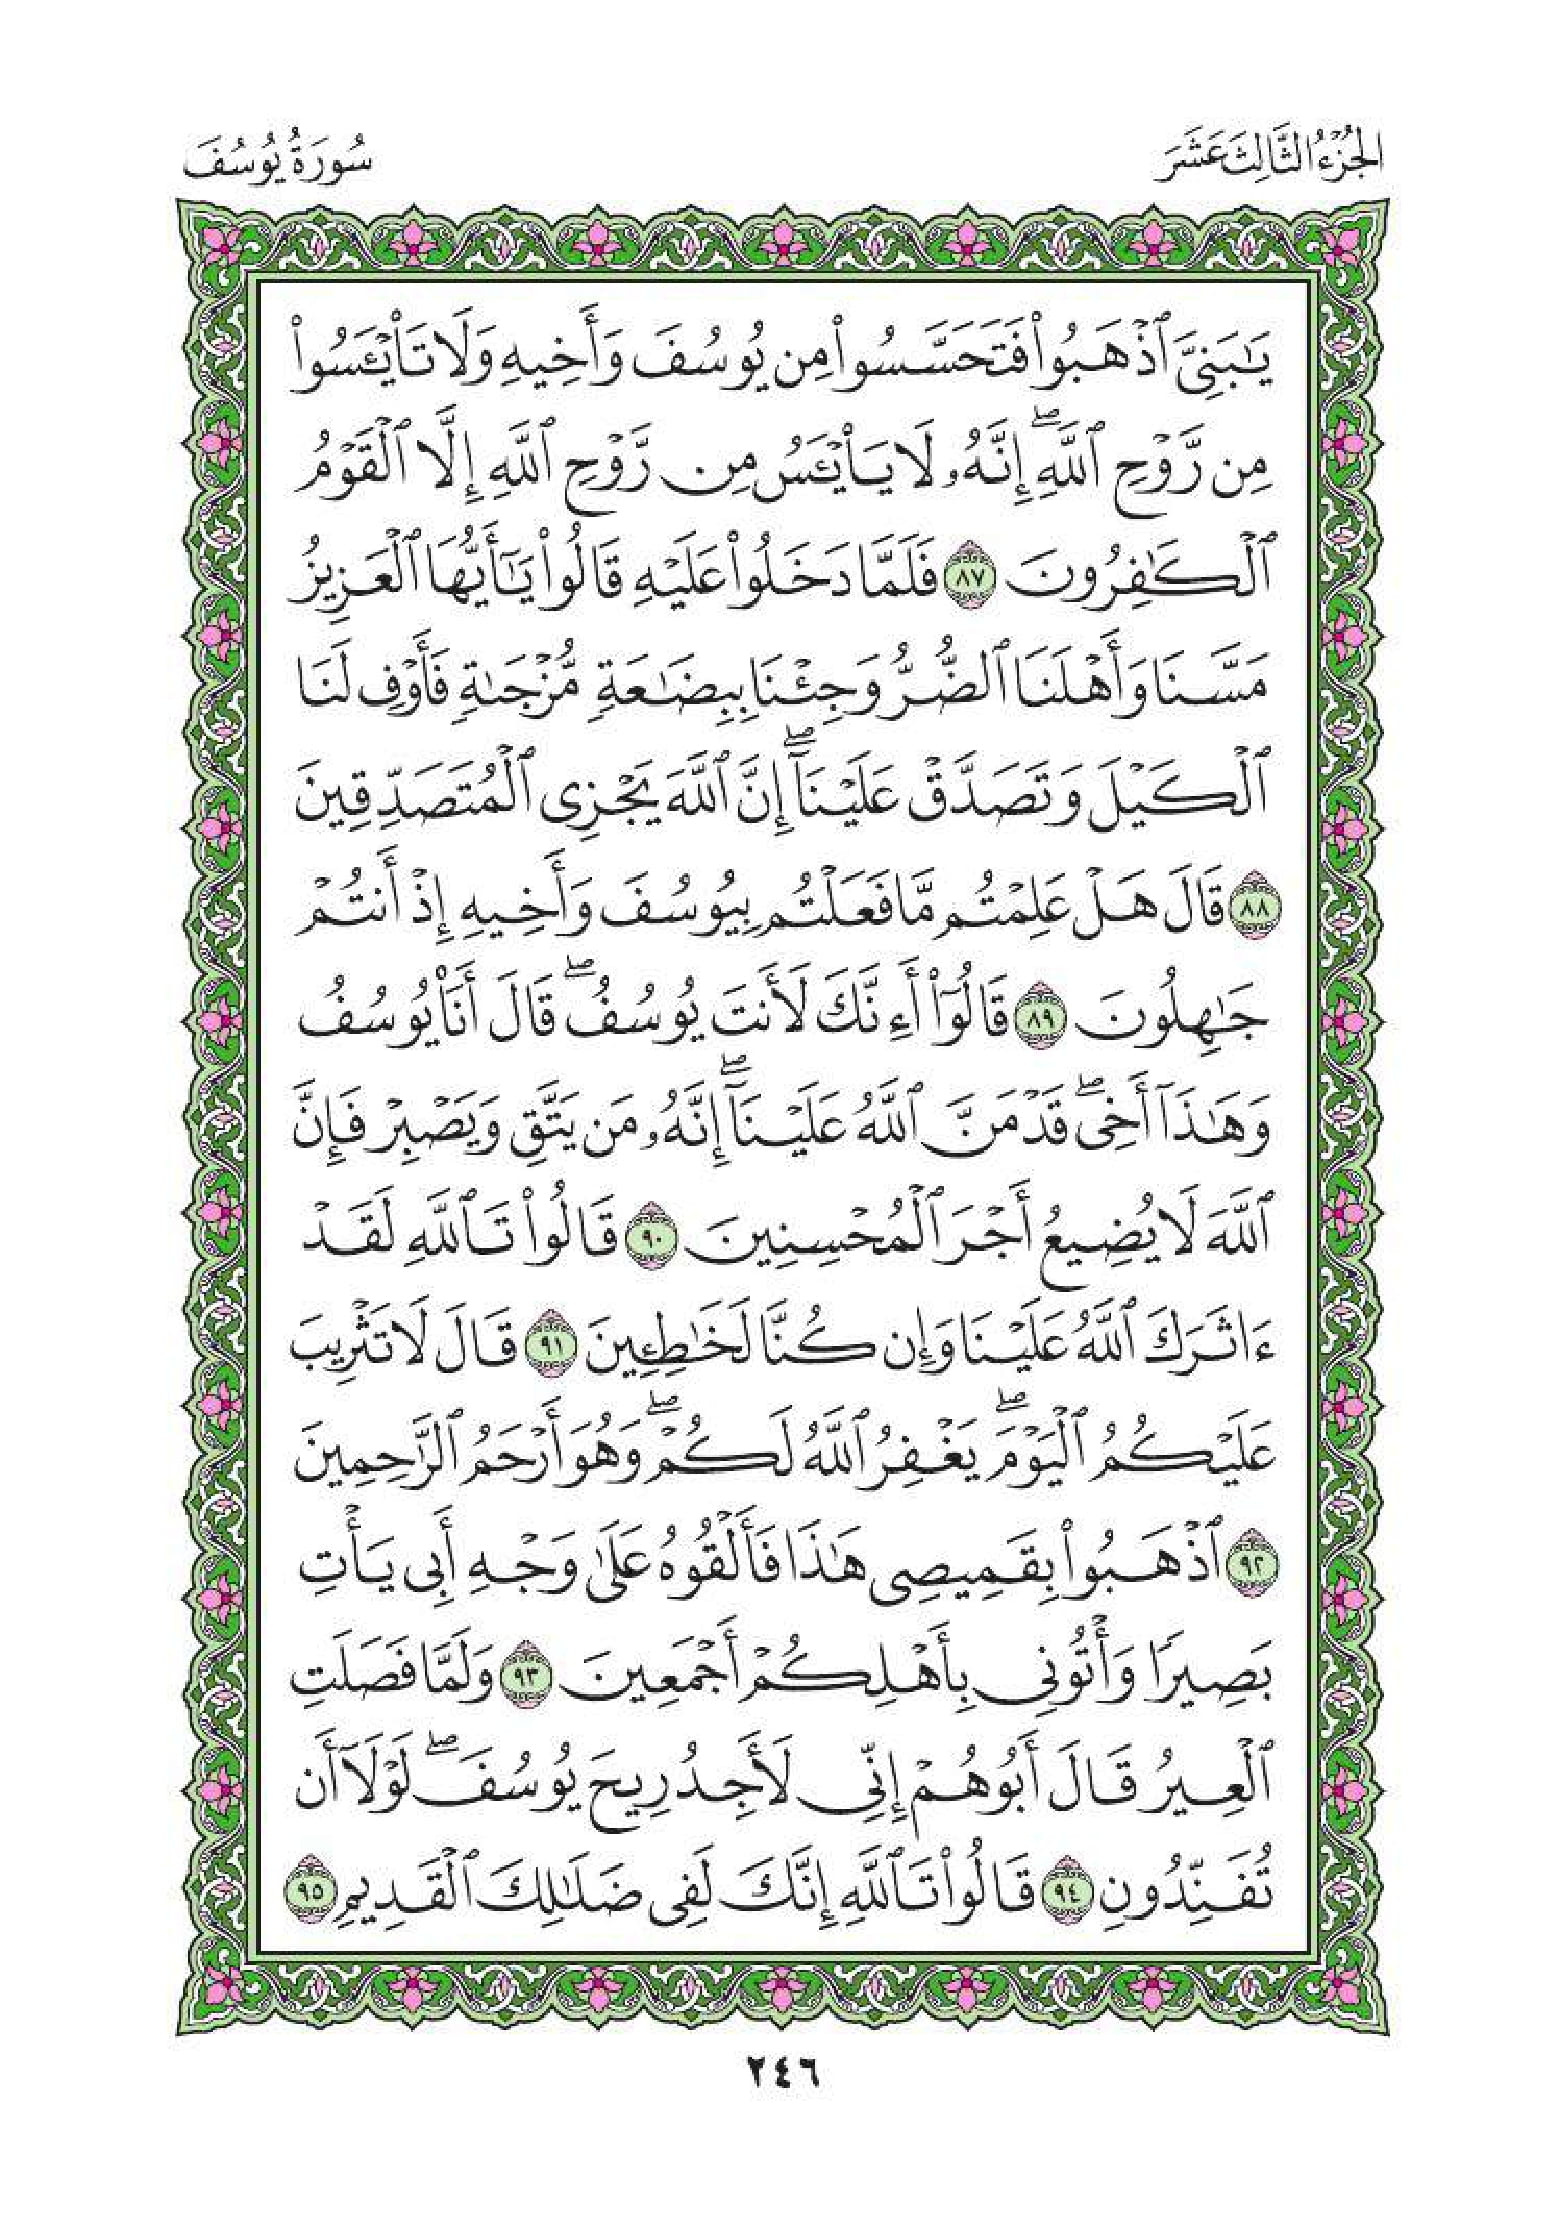 الجُزْءُ الثَّالِثَ عَشَرَ
سُورَةُ يُوسُفَ
يَـٰبَنِىَّ ٱذْهَبُوا۟ فَتَحَسَّسُوا۟ مِن يُوسُفَ وَأَخِيهِ وَلَا تَا۟يْـَٔسُوا۟
مِن رَّوْحِ ٱللَّهِ ۖ إِنَّهُۥ لَا يَا۟يْـَٔسُ مِن رَّوْحِ ٱللَّهِ إِلَّا ٱلْقَوْمُ
ٱلْكَـٰفِرُونَ ٨٧ فَلَمَّا دَخَلُوا۟ عَلَيْهِ قَالُوا۟ يَـٰٓأَيُّهَا ٱلْعَزِيزُ
مَسَّنَا وَأَهْلَنَا ٱلضُّرُّ وَجِئْنَا بِبِضَـٰعَةٍ مُّزْجَىٰةٍ فَأَوْفِ لَنَا
ٱلْكَيْلَ وَتَصَدَّقْ عَلَيْنَآ ۖ إِنَّ ٱللَّهَ يَجْزِى ٱلْمُتَصَدِّقِينَ
٨٨ قَالَ هَلْ عَلِمْتُم مَّا فَعَلْتُم بِيُوسُفَ وَأَخِيهِ إِذْ أَنتُمْ
جَـٰهِلُونَ ٨٩ قَالُوٓا۟ أَءِنَّكَ لَأَنتَ يُوسُفُ ۖ قَالَ أَنَا۠ يُوسُفُ
وَهَـٰذَآ أَخِى ۖ قَدْ مَنَّ ٱللَّهُ عَلَيْنَآ ۖ إِنَّهُۥ مَن يَتَّقِ وَيَصْبِرْ فَإِنَّ
ٱللَّهَ لَا يُضِيعُ أَجْرَ ٱلْمُحْسِنِينَ ٩٠ قَالُوا۟ تَٱللَّهِ لَقَدْ
ءَاثَرَكَ ٱللَّهُ عَلَيْنَا وَإِن كُنَّا لَخَـٰطِـِٔينَ ٩١ قَالَ لَا تَثْرِيبَ
عَلَيْكُمُ ٱلْيَوْمَ ۖ يَغْفِرُ ٱللَّهُ لَكُمْ ۖ وَهُوَ أَرْحَمُ ٱلرَّٰحِمِينَ
٩٢ ٱذْهَبُوا۟ بِقَمِيصِى هَـٰذَا فَأَلْقُوهُ عَلَىٰ وَجْهِ أَبِى يَأْتِ
بَصِيرًا وَأْتُونِى بِأَهْلِكُمْ أَجْمَعِينَ ٩٣ وَلَمَّا فَصَلَتِ
ٱلْعِيرُ قَالَ أَبُوهُمْ إِنِّى لَأَجِدُ رِيحَ يُوسُفَ ۖ لَوْلَآ أَن
تُفَنِّدُونِ ٩٤ قَالُوا۟ تَٱللَّهِ إِنَّكَ لَفِى ضَلَـٰلِكَ ٱلْقَدِيمِ ٩٥
٢٤٦